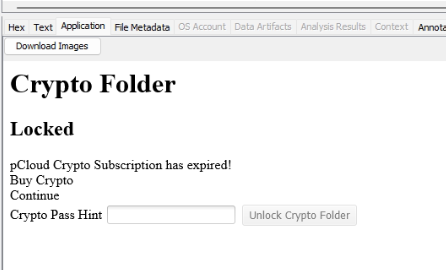 Hex Text Application File Metadata OS Account Data Artifacts Analysis Results Context Annota
Download Images
Crypto Folder
Locked
pCloud Crypto Subscription has expired!
Buy Crypto
Continue
Crypto Pass Hint Unlock Crypto Folder